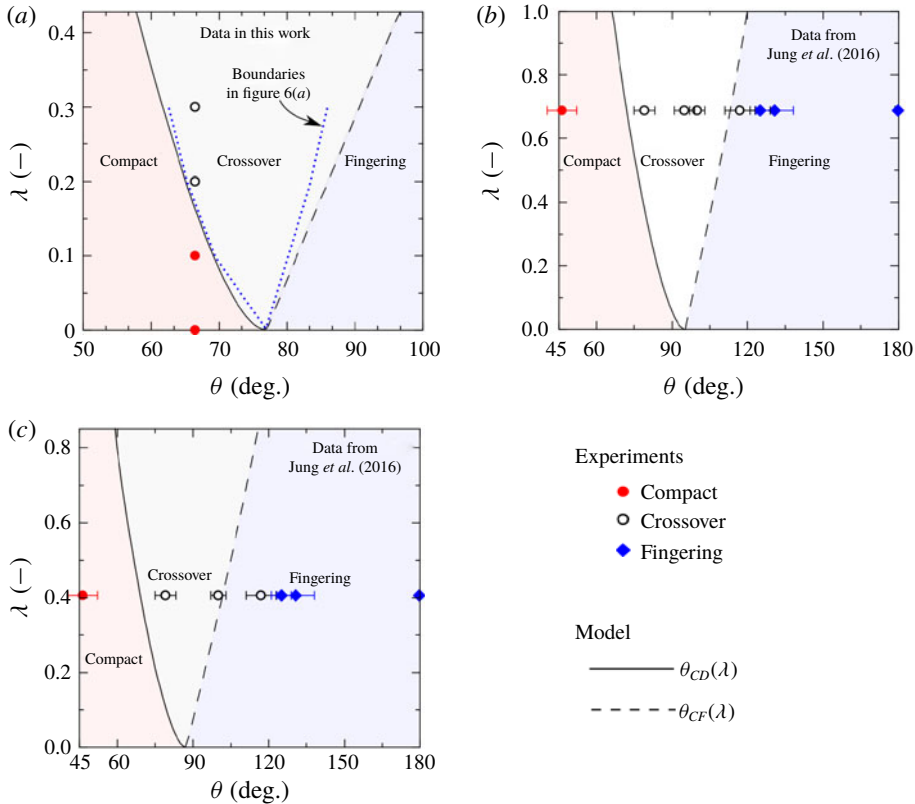 (a)
0.4
0.3
0.2
0.1
0
λ (—)
Data in this work
Boundaries
in figure 6(a)
Compact
Crossover
Fingering
50
60
70
80
90
100
θ (deg.)
(b)
1.0
0.8
0.6
0.4
0.2
0.0
λ (—)
Data from
Jung et al. (2016)
Compact
Crossover
Fingering
45
60
90
120
150
180
θ (deg.)
(c)
0.8
0.6
0.4
0.2
0.0
λ (—)
Data from
Jung et al. (2016)
Crossover
Fingering
Compact
45
60
90
120
150
180
θ (deg.)
Experiments
Compact
Crossover
Fingering
Model
θCD(λ)
θCF(λ)